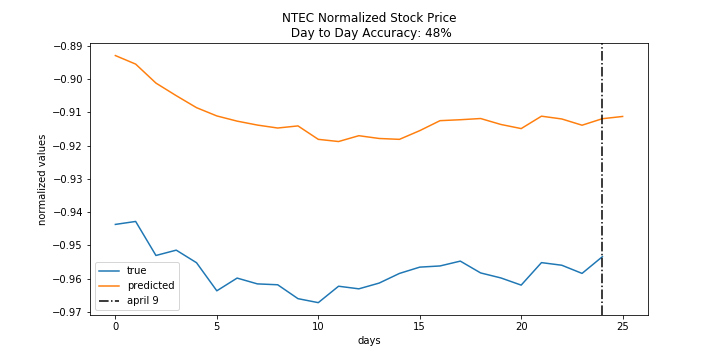 NTEC Normalized Stock Price
Day to Day Accuracy: 48%
−0.89
−0.90
−0.91
−0.92
−0.93
−0.94
−0.95
−0.96
−0.97
normalized values
true
predicted
april 9
0 5 10 15 20 25
days